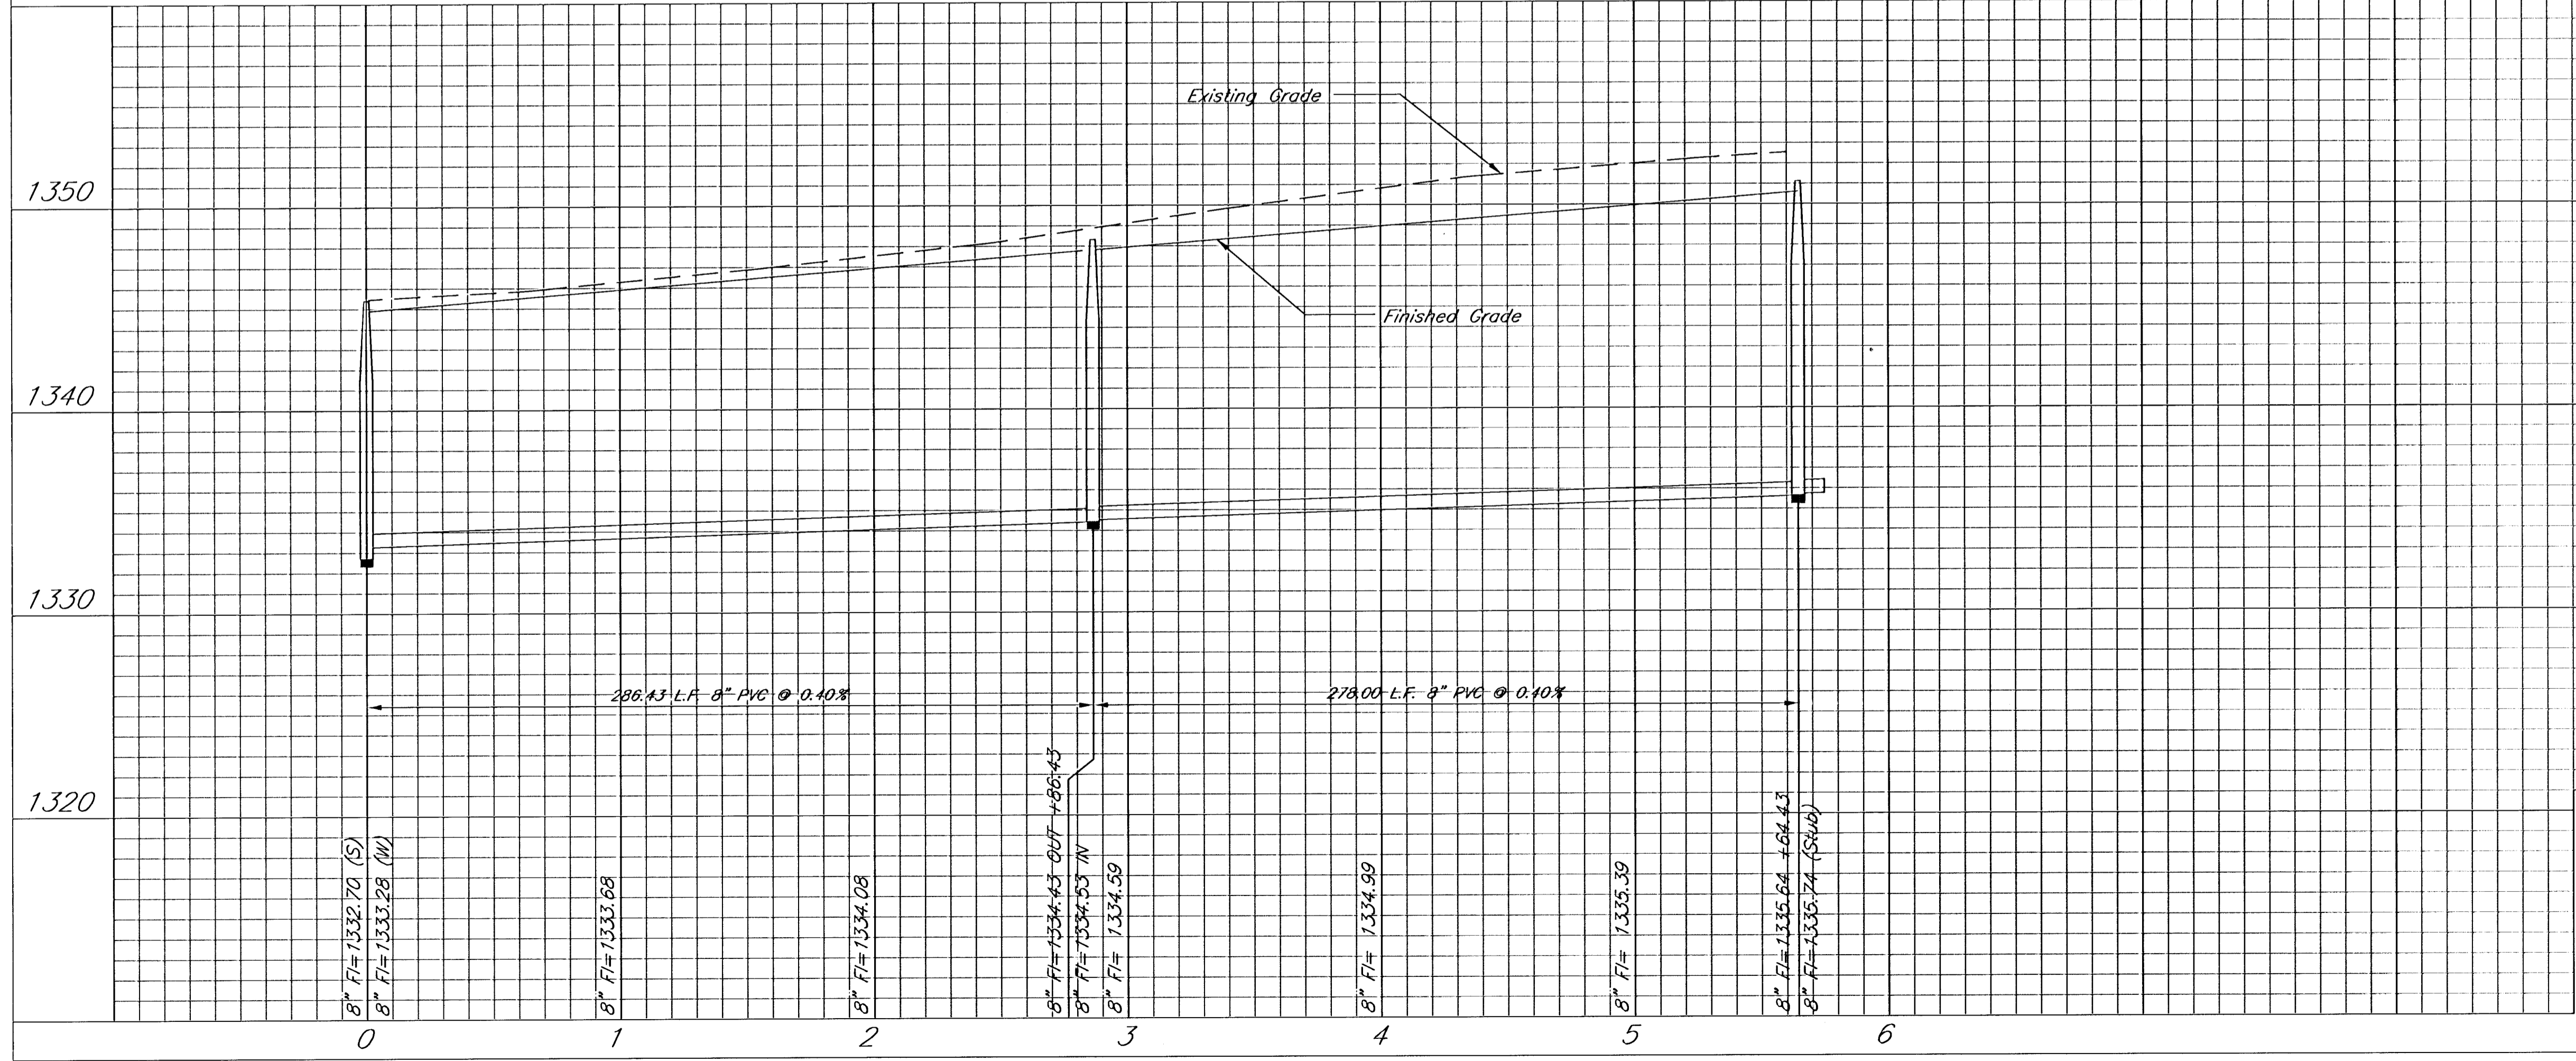 Existing Grade
1350
Finished Grade
1340
1330
286.43 L.F. 8" PVC @ 0.40%
278.00 L.F. 8" PVC @ 0.40%
1320
8" Fl=1332.70 (S)
8" Fl=1333.28 (W)
8" Fl=1333.68
8" Fl=1334.08
8" Fl=1334.43 OUT +86.43
8" Fl=1334.53 IN
8" Fl= 1334.59
8" Fl= 1334.99
8" Fl= 1335.39
8" Fl=1335.64 +64.43
8" Fl=1335.74 (Stub)
0 1 2 3 4 5 6